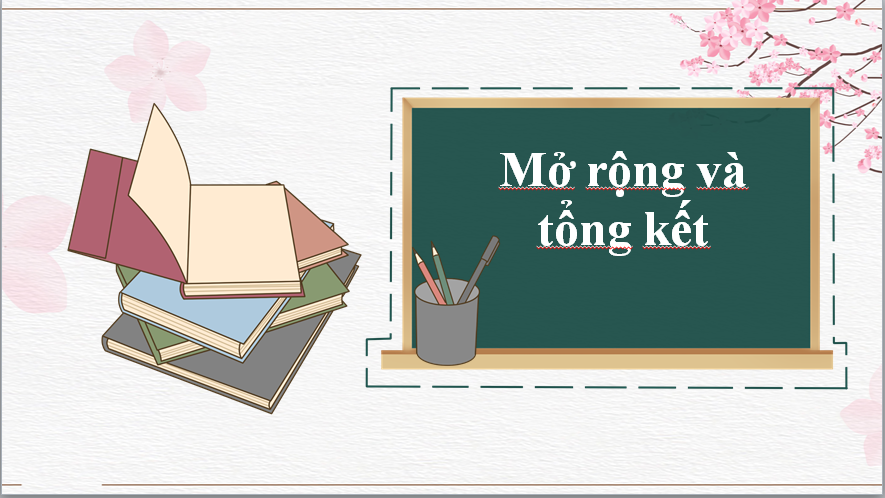 Mở rộng và
tổng kết